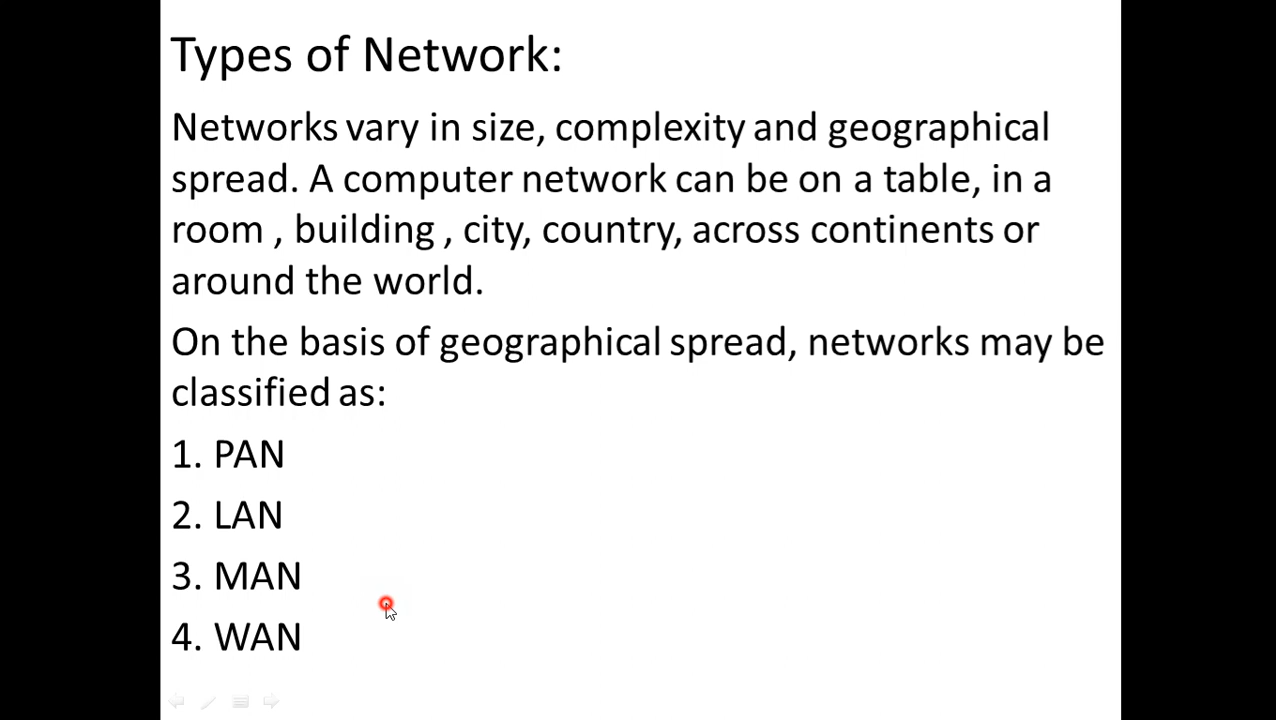 Types of Network:
Networks vary in size, complexity and geographical
spread. A computer network can be on a table, in a
room , building , city, country, across continents or
around the world.
On the basis of geographical spread, networks may be
classified as:
1. PAN
2. LAN
3. MAN
4. WAN